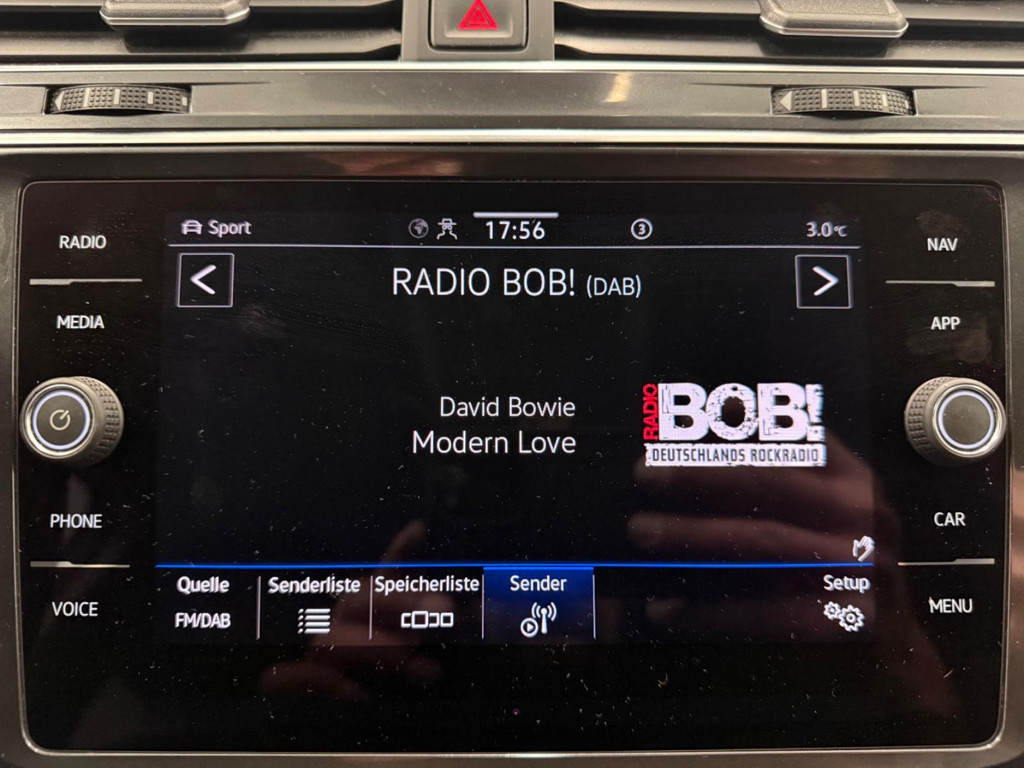 Sport 17:56 3 3.0°C
RADIO BOB! (DAB)
RADIO
MEDIA
PHONE
VOICE
NAV
APP
CAR
MENU
David Bowie
Modern Love
RADIO BOB!
DEUTSCHLANDS ROCKRADIO
Quelle Senderliste Speicherliste Sender Setup
FM/DAB